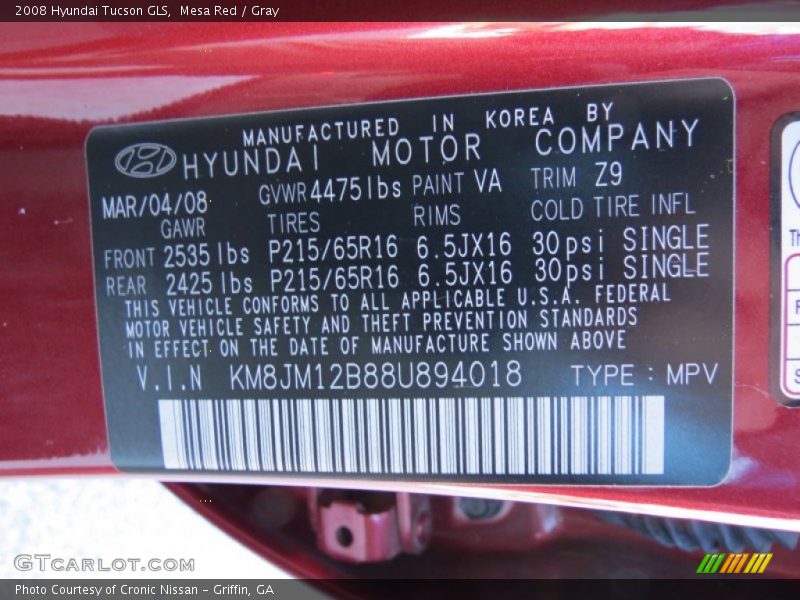 2008 Hyundai Tucson GLS, Mesa Red / Gray
MANUFACTURED IN KOREA BY
HYUNDAI MOTOR COMPANY
MAR/04/08 GVWR 4475lbs PAINT VA TRIM Z9
GAWR TIRES RIMS COLD TIRE INFL
FRONT 2535 lbs P215/65R16 6.5JX16 30psi SINGLE
REAR 2425 lbs P215/65R16 6.5JX16 30psi SINGLE
THIS VEHICLE CONFORMS TO ALL APPLICABLE U.S.A. FEDERAL
MOTOR VEHICLE SAFETY AND THEFT PREVENTION STANDARDS
IN EFFECT ON THE DATE OF MANUFACTURE SHOWN ABOVE
V.I.N KM8JM12B88U894018 TYPE : MPV
GTCARLOT.COM
Photo Courtesy of Cronic Nissan - Griffin, GA